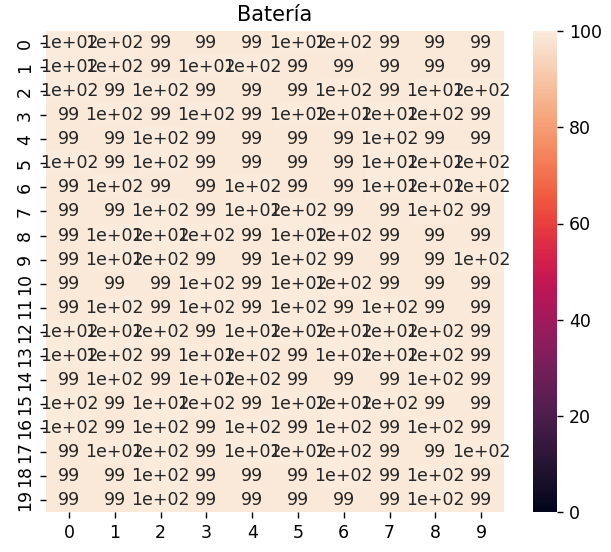 Batería
0 1e+02 1e+02 99 99 99 1e+02 1e+02 99 99 99
1 1e+02 1e+02 99 1e+02 1e+02 99 99 99 99 99
2 1e+02 99 1e+02 99 99 99 1e+02 99 1e+02 1e+02
3 99 1e+02 99 1e+02 99 1e+02 1e+02 1e+02 1e+02 99
4 99 99 1e+02 99 99 99 99 1e+02 99 99
5 1e+02 99 1e+02 99 99 99 99 1e+02 1e+02 1e+02
6 99 1e+02 99 99 1e+02 99 99 1e+02 1e+02 1e+02
7 99 99 1e+02 99 1e+02 1e+02 99 99 1e+02 99
8 99 1e+02 1e+02 1e+02 99 1e+02 1e+02 99 99 99
9 99 1e+02 1e+02 99 99 1e+02 99 99 99 1e+02
10 99 99 99 1e+02 99 1e+02 1e+02 99 1e+02 99
11 99 1e+02 99 1e+02 99 1e+02 99 1e+02 99 99
12 1e+02 1e+02 1e+02 99 1e+02 1e+02 1e+02 1e+02 1e+02 99
13 1e+02 1e+02 99 1e+02 1e+02 99 1e+02 1e+02 1e+02 99
14 99 1e+02 99 1e+02 1e+02 99 99 99 1e+02 99
15 1e+02 99 1e+02 1e+02 99 1e+02 1e+02 1e+02 99 99
16 1e+02 99 1e+02 99 1e+02 99 1e+02 99 1e+02 99
17 99 1e+02 1e+02 99 1e+02 1e+02 1e+02 99 99 1e+02
18 99 99 1e+02 99 99 99 1e+02 99 1e+02 99
19 99 99 1e+02 99 99 99 99 99 1e+02 99
0 1 2 3 4 5 6 7 8 9
100
80
60
40
20
0